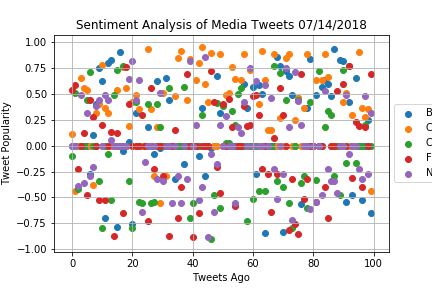 Sentiment Analysis of Media Tweets 07/14/2018
1.00
0.75
0.50
0.25
0.00
−0.25
−0.50
−0.75
−1.00
Tweet Popularity
0 20 40 60 80 100
Tweets Ago
B
C
C
F
N